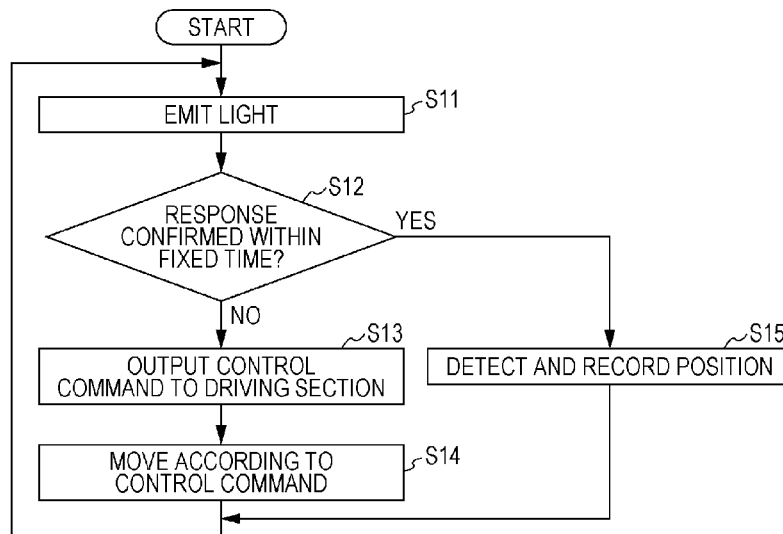 START
S11
EMIT LIGHT
S12
RESPONSE
CONFIRMED WITHIN
FIXED TIME?
YES
NO
S13
OUTPUT CONTROL
COMMAND TO DRIVING SECTION
S15
DETECT AND RECORD POSITION
S14
MOVE ACCORDING TO
CONTROL COMMAND